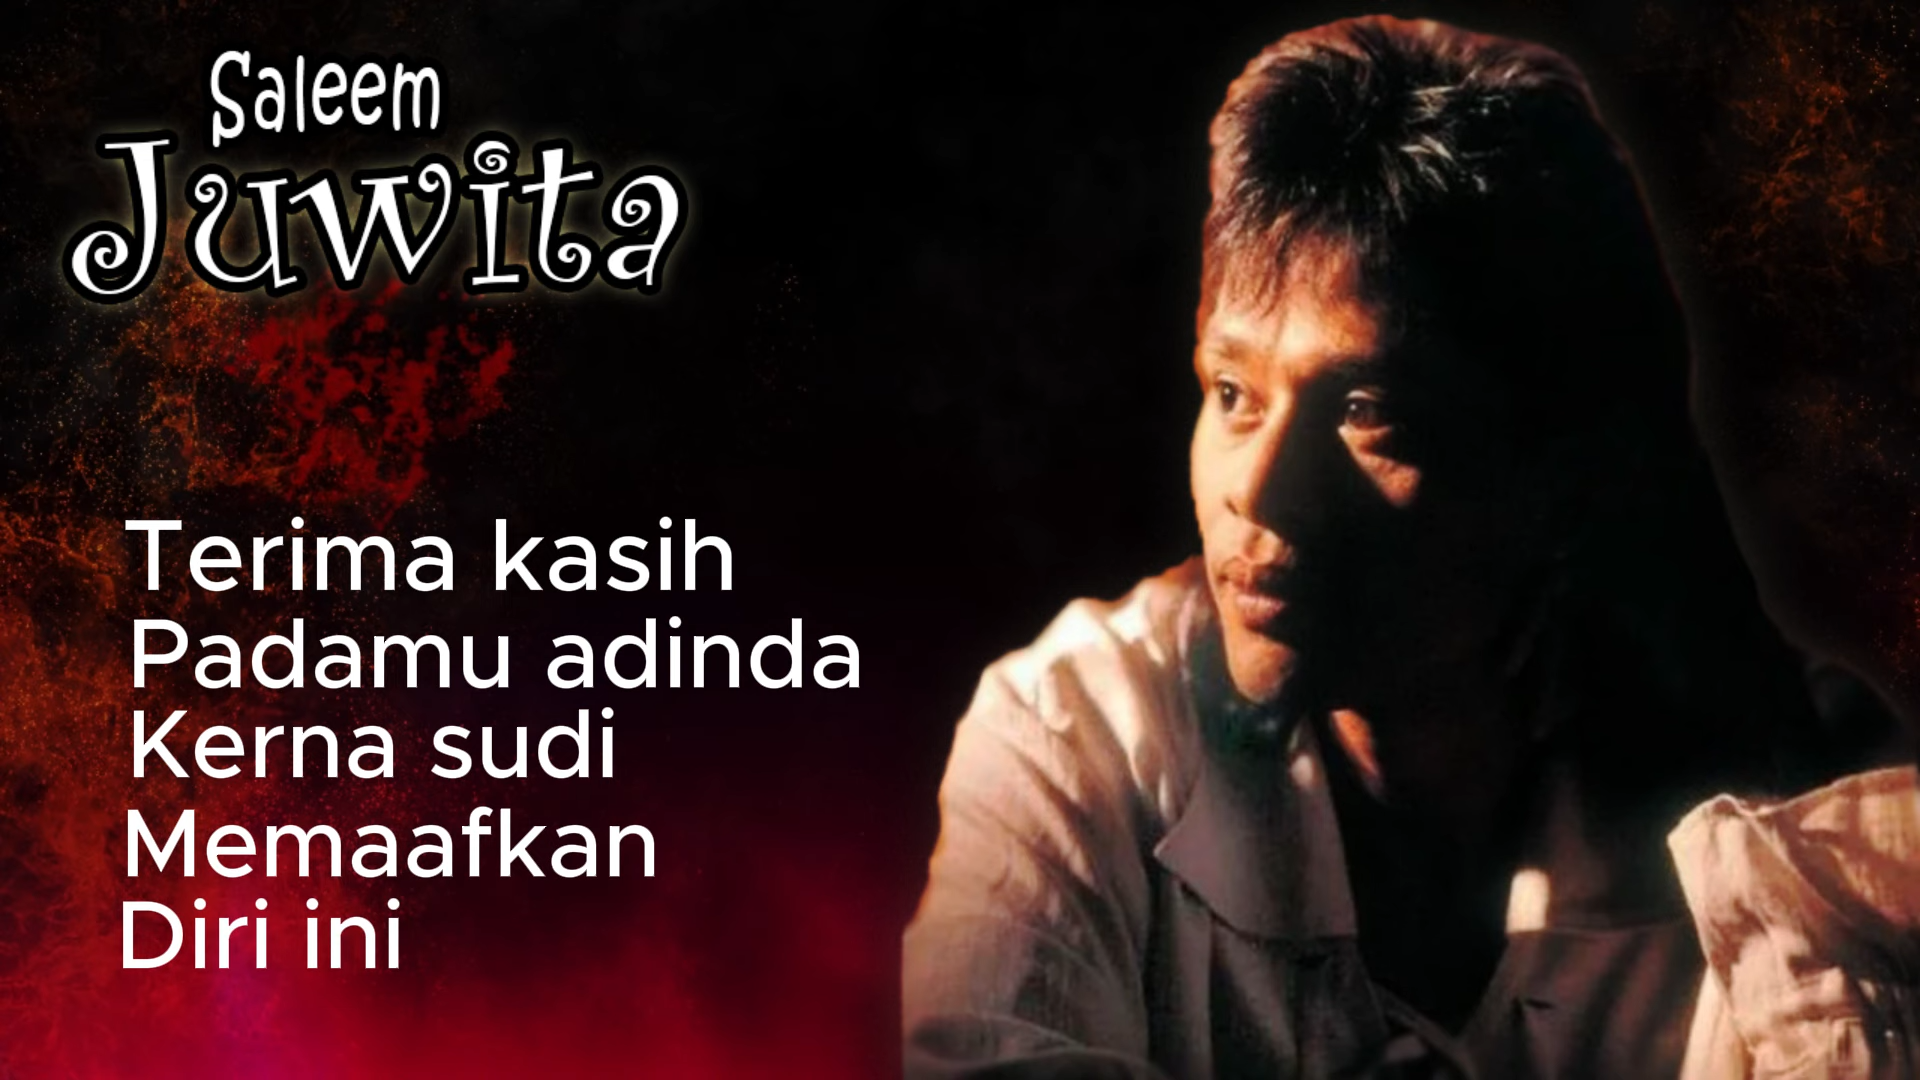 Saleem
Juwita
Terima kasih
Padamu adinda
Kerna sudi
Memaafkan
Diri ini